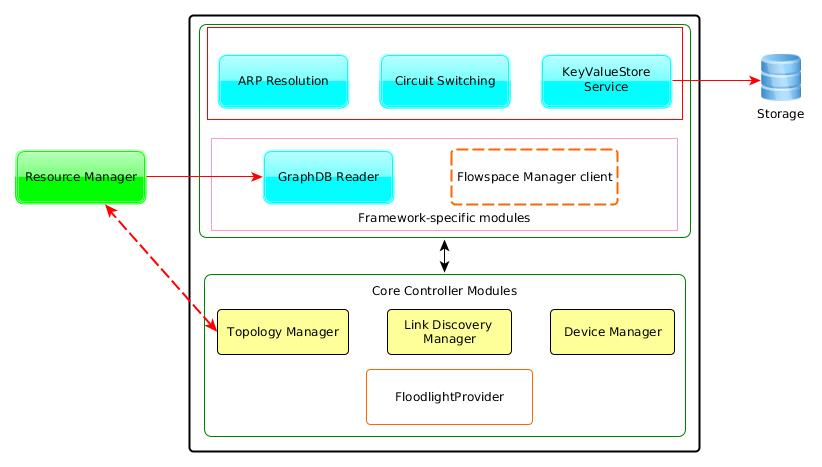 ARP Resolution
Circuit Switching
KeyValueStore
Service
Storage
Resource Manager
GraphDB Reader
Flowspace Manager client
Framework-specific modules
Core Controller Modules
Topology Manager
Link Discovery
Manager
Device Manager
FloodlightProvider